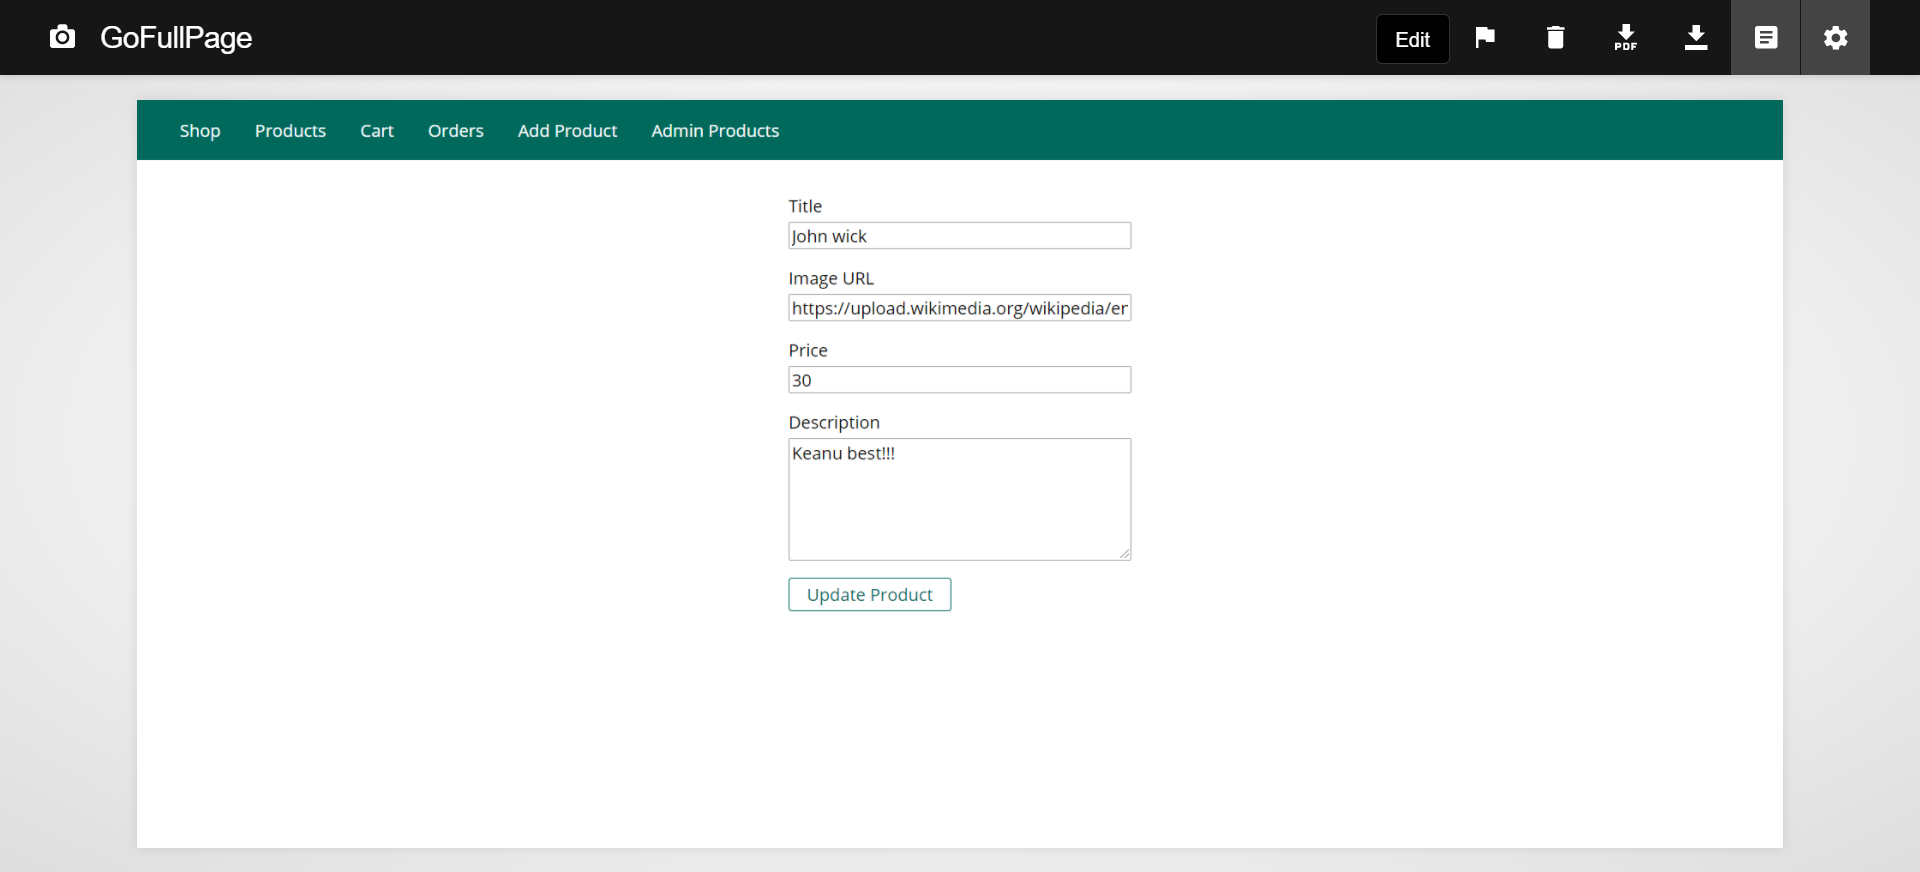 GoFullPage
Edit
PDF
Shop Products Cart Orders Add Product Admin Products
Title
John wick
Image URL
https://upload.wikimedia.org/wikipedia/er
Price
30
Description
Keanu best!!!
Update Product